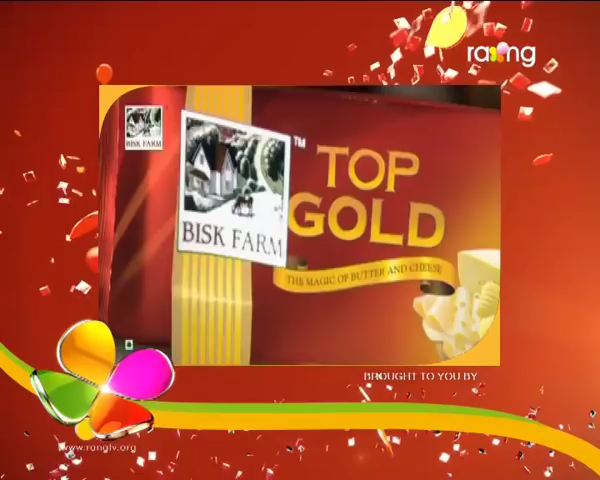 rang
BISK FARM
TM
TOP
GOLD
BISK FARM
THE MAGIC OF BUTTER AND CHEESE
BROUGHT TO YOU BY
www.rangtv.org